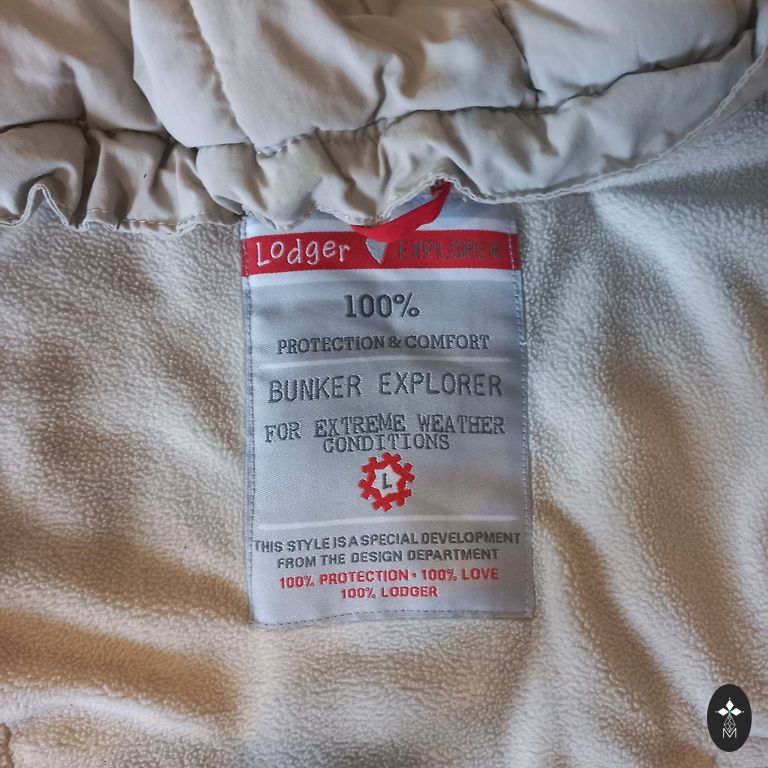 Lodger EXPLORER
100%
PROTECTION & COMFORT
BUNKER EXPLORER
FOR EXTREME WEATHER
CONDITIONS
L
THIS STYLE IS A SPECIAL DEVELOPMENT
FROM THE DESIGN DEPARTMENT
100% PROTECTION • 100% LOVE
100% LODGER
M